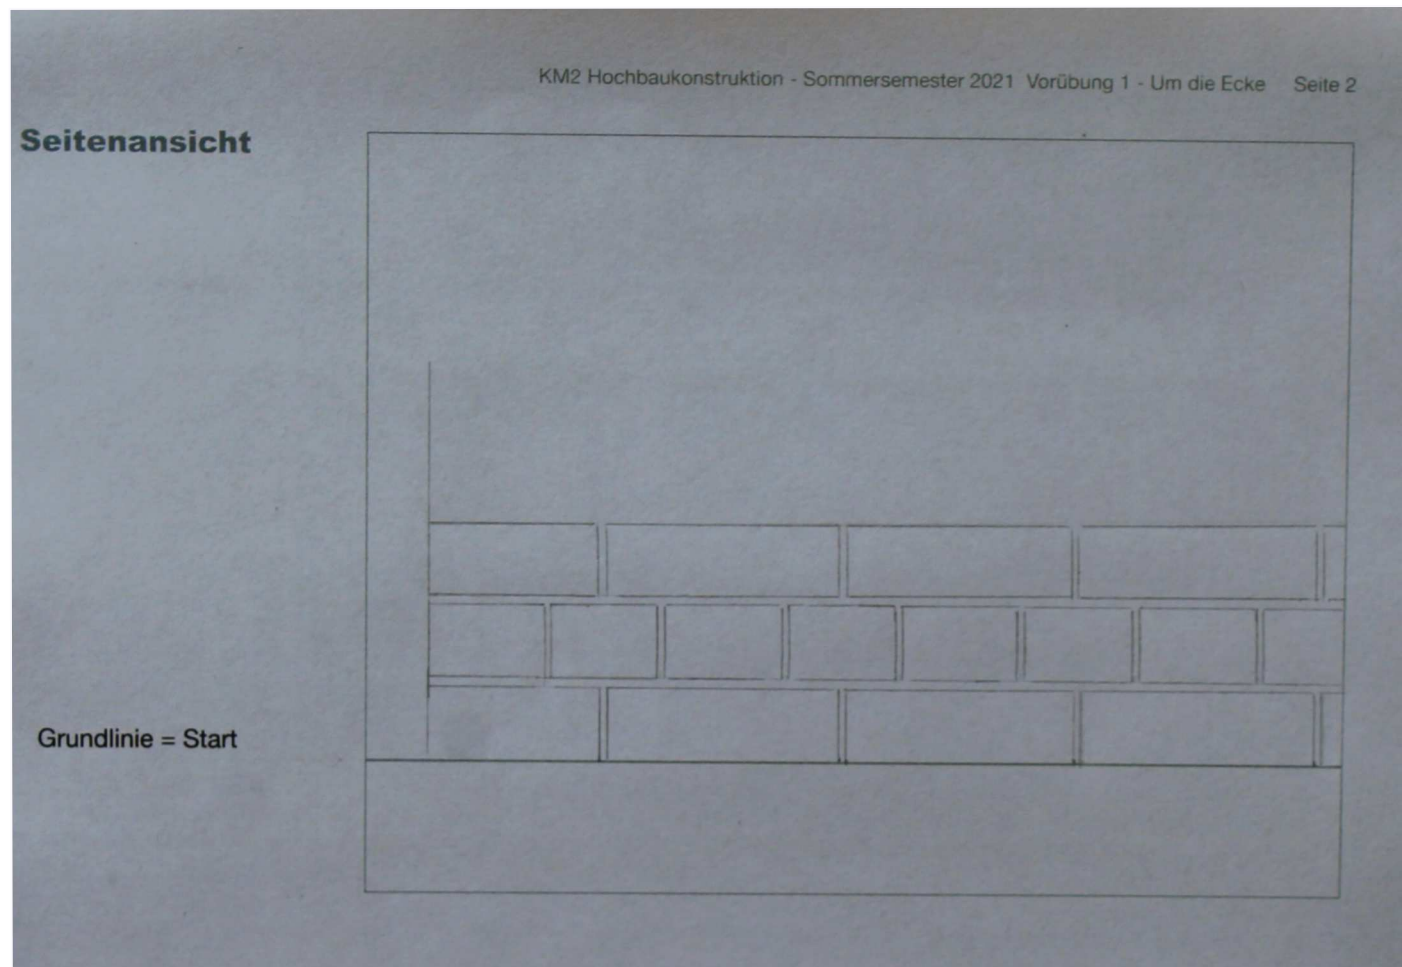 KM2 Hochbaukonstruktion - Sommersemester 2021 Vorübung 1 - Um die Ecke Seite 2
Seitenansicht
Grundlinie = Start